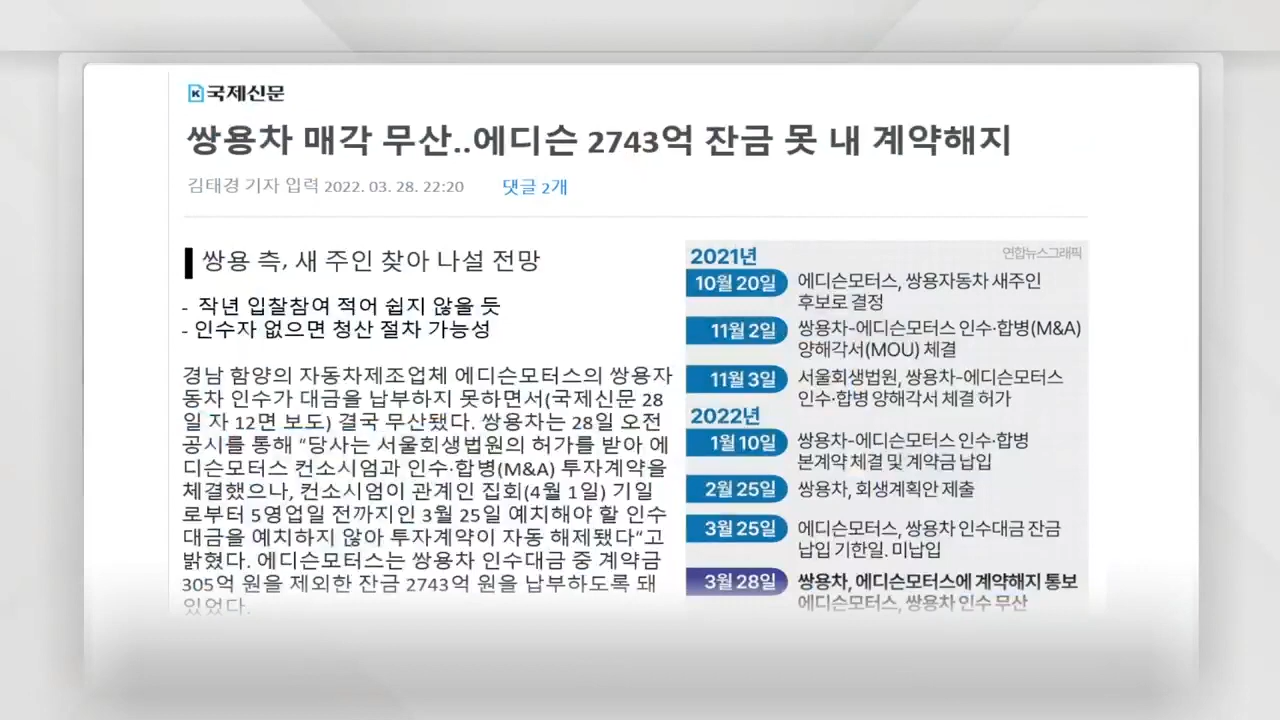 국제신문
쌍용차 매각 무산..에디슨 2743억 잔금 못 내 계약해지
김태경 기자 입력 2022. 03. 28. 22:20 댓글 2개
쌍용 측, 새 주인 찾아 나설 전망
- 작년 입찰참여 적어 쉽지 않을 듯
- 인수자 없으면 청산 절차 가능성
경남 함양의 자동차제조업체 에디슨모터스의 쌍용자
동차 인수가 대금을 납부하지 못하면서(국제신문 28
일 자 12면 보도) 결국 무산됐다. 쌍용차는 28일 오전
공시를 통해 “당사는 서울회생법원의 허가를 받아 에
디슨모터스 컨소시엄과 인수·합병(M&A) 투자계약을
체결했으나, 컨소시엄이 관계인 집회(4월 1일) 기일
로부터 5영업일 전까지인 3월 25일 예치해야 할 인수
대금을 예치하지 않아 투자계약이 자동 해제됐다”고
밝혔다. 에디슨모터스는 쌍용차 인수대금 중 계약금
305억 원을 제외한 잔금 2743억 원을 납부하도록 돼
있었다.
2021년
연합뉴스그래픽
10월 20일 에디슨모터스, 쌍용자동차 새주인
후보로 결정
11월 2일 쌍용차-에디슨모터스 인수·합병(M&A)
양해각서(MOU) 체결
11월 3일 서울회생법원, 쌍용차-에디슨모터스
인수·합병 양해각서 체결 허가
2022년
1월 10일 쌍용차-에디슨모터스 인수·합병
본계약 체결 및 계약금 납입
2월 25일 쌍용차, 회생계획안 제출
3월 25일 에디슨모터스, 쌍용차 인수대금 잔금
납입 기한일. 미납입
3월 28일 쌍용차, 에디슨모터스에 계약해지 통보
에디슨모터스, 쌍용차 인수 무산